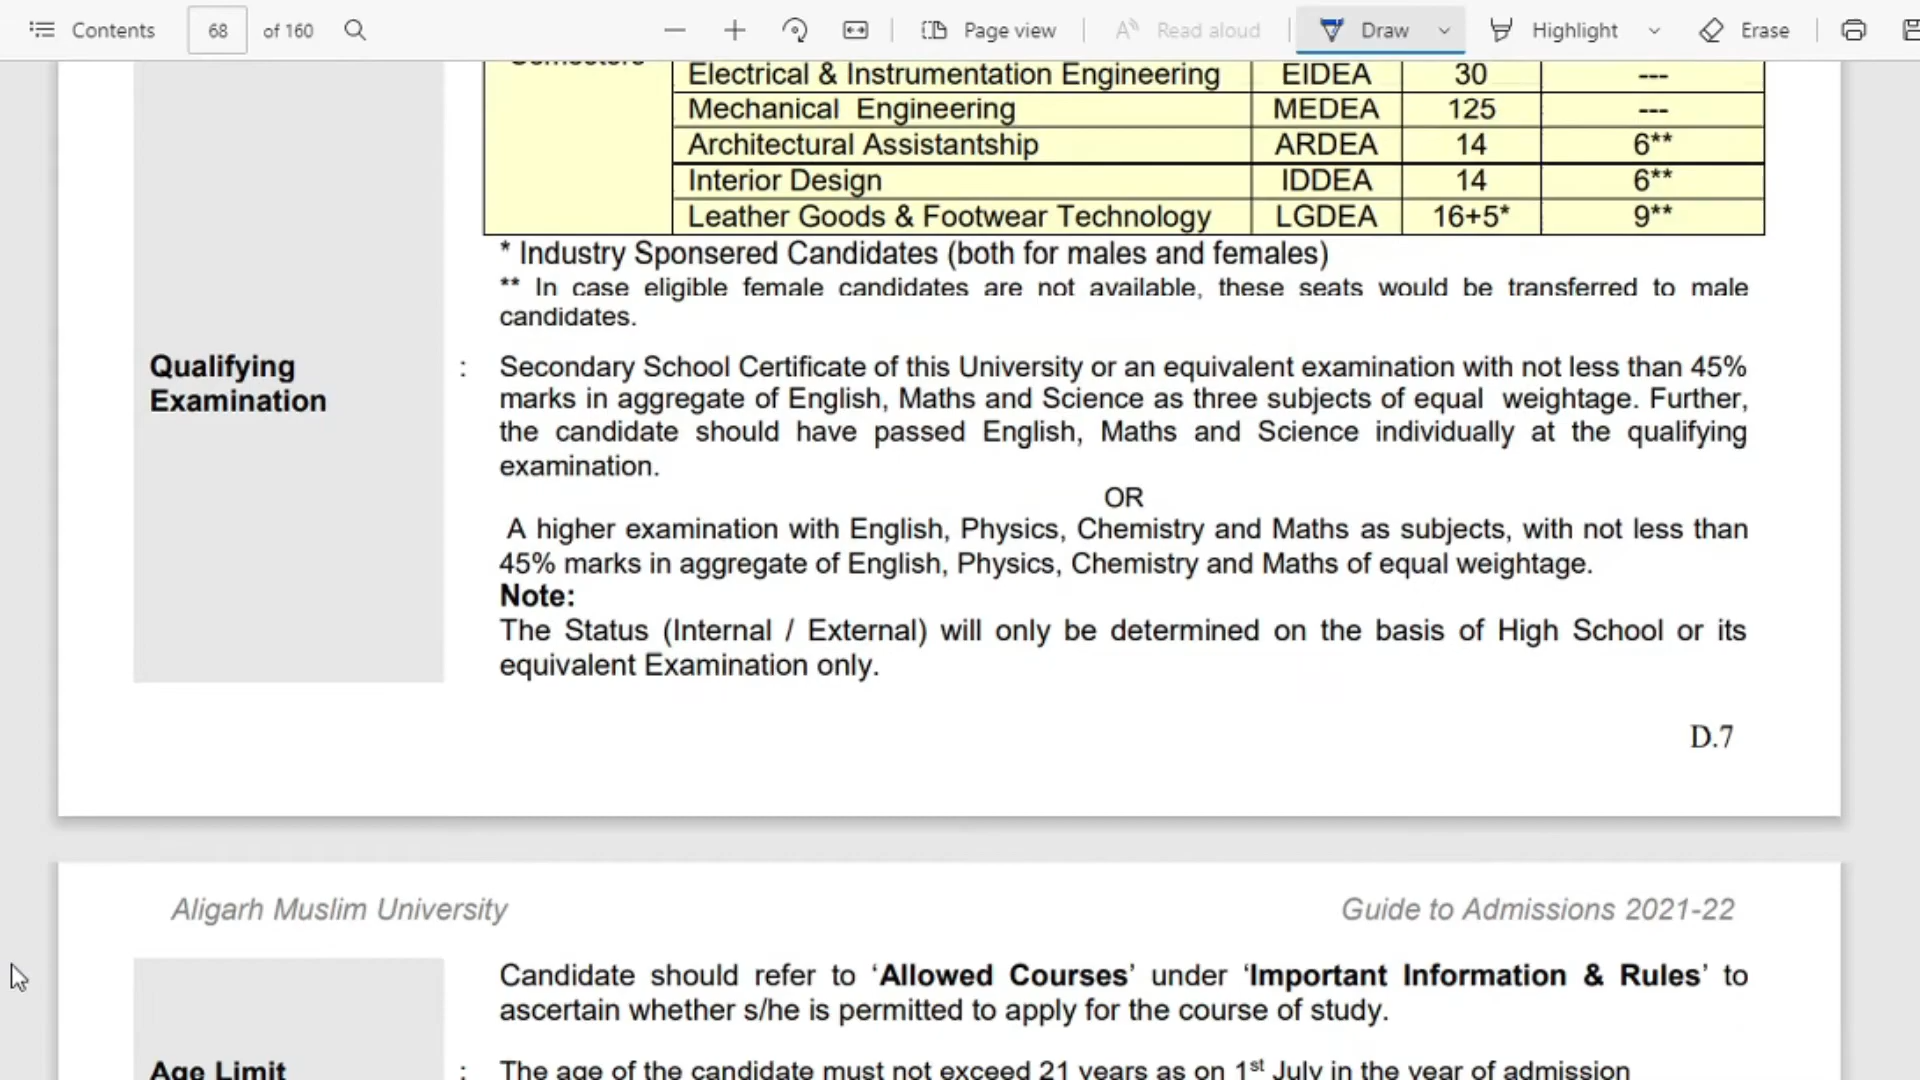 Contents 68 of 160 Page view Read aloud Draw Highlight Erase
Electrical & Instrumentation Engineering EIDEA 30 ---
Mechanical Engineering MEDEA 125 ---
Architectural Assistantship ARDEA 14 6**
Interior Design IDDEA 14 6**
Leather Goods & Footwear Technology LGDEA 16+5* 9**
* Industry Sponsered Candidates (both for males and females)
** In case eligible female candidates are not available, these seats would be transferred to male
candidates.
Qualifying : Secondary School Certificate of this University or an equivalent examination with not less than 45%
Examination marks in aggregate of English, Maths and Science as three subjects of equal weightage. Further,
the candidate should have passed English, Maths and Science individually at the qualifying
examination.
OR
A higher examination with English, Physics, Chemistry and Maths as subjects, with not less than
45% marks in aggregate of English, Physics, Chemistry and Maths of equal weightage.
Note:
The Status (Internal / External) will only be determined on the basis of High School or its
equivalent Examination only.
D.7
Aligarh Muslim University Guide to Admissions 2021-22
Candidate should refer to ‘Allowed Courses’ under ‘Important Information & Rules’ to
ascertain whether s/he is permitted to apply for the course of study.
Age Limit : The age of the candidate must not exceed 21 years as on 1st July in the year of admission